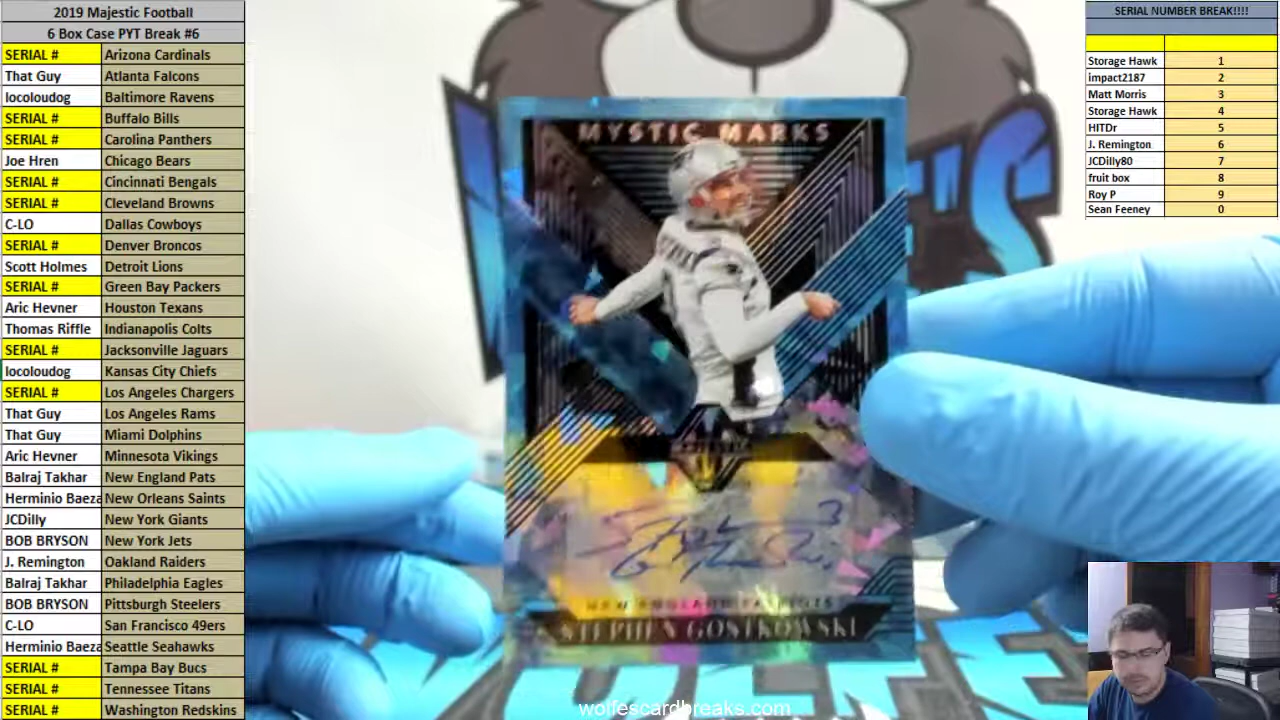 2019 Majestic Football
6 Box Case PYT Break #6
SERIAL # Arizona Cardinals
That Guy Atlanta Falcons
locoloudog Baltimore Ravens
SERIAL # Buffalo Bills
SERIAL # Carolina Panthers
Joe Hren Chicago Bears
SERIAL # Cincinnati Bengals
SERIAL # Cleveland Browns
C-LO Dallas Cowboys
SERIAL # Denver Broncos
Scott Holmes Detroit Lions
SERIAL # Green Bay Packers
Aric Hevner Houston Texans
Thomas Riffle Indianapolis Colts
SERIAL # Jacksonville Jaguars
locoloudog Kansas City Chiefs
SERIAL # Los Angeles Chargers
That Guy Los Angeles Rams
That Guy Miami Dolphins
Aric Hevner Minnesota Vikings
Balraj Takhar New England Pats
Herminio Baeza New Orleans Saints
JCDilly New York Giants
BOB BRYSON New York Jets
J. Remington Oakland Raiders
Balraj Takhar Philadelphia Eagles
BOB BRYSON Pittsburgh Steelers
C-LO San Francisco 49ers
Herminio Baeza Seattle Seahawks
SERIAL # Tampa Bay Bucs
SERIAL # Tennessee Titans
SERIAL # Washington Redskins
MYSTIC MARKS
NEW ENGLAND PATRIOTS
STEPHEN GOSTKOWSKI
wolfescardbreaks.com
SERIAL NUMBER BREAK!!!!
Storage Hawk 1
impact2187 2
Matt Morris 3
Storage Hawk 4
HITDr 5
J. Remington 6
JCDilly80 7
fruit box 8
Roy P 9
Sean Feeney 0